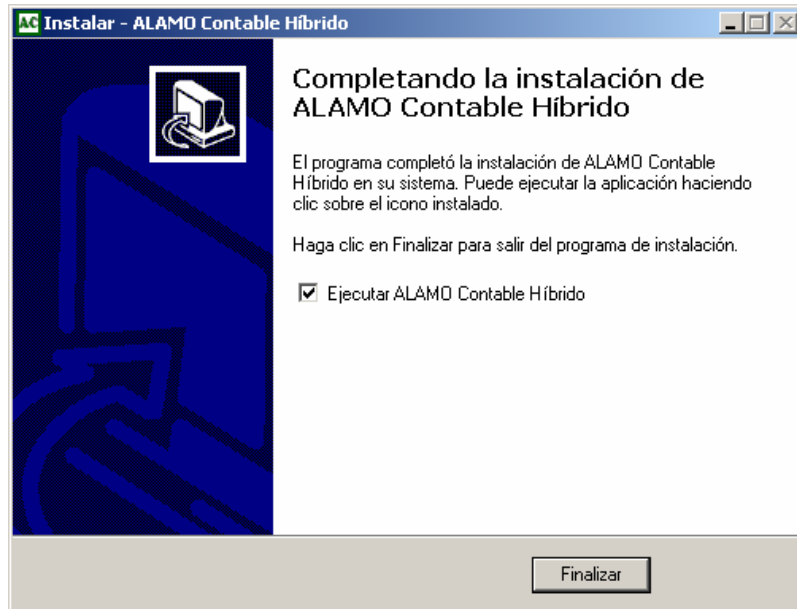 AC Instalar - ALAMO Contable Híbrido
Completando la instalación de
ALAMO Contable Híbrido
El programa completó la instalación de ALAMO Contable
Híbrido en su sistema. Puede ejecutar la aplicación haciendo
clic sobre el icono instalado.
Haga clic en Finalizar para salir del programa de instalación.
Ejecutar ALAMO Contable Híbrido
Finalizar